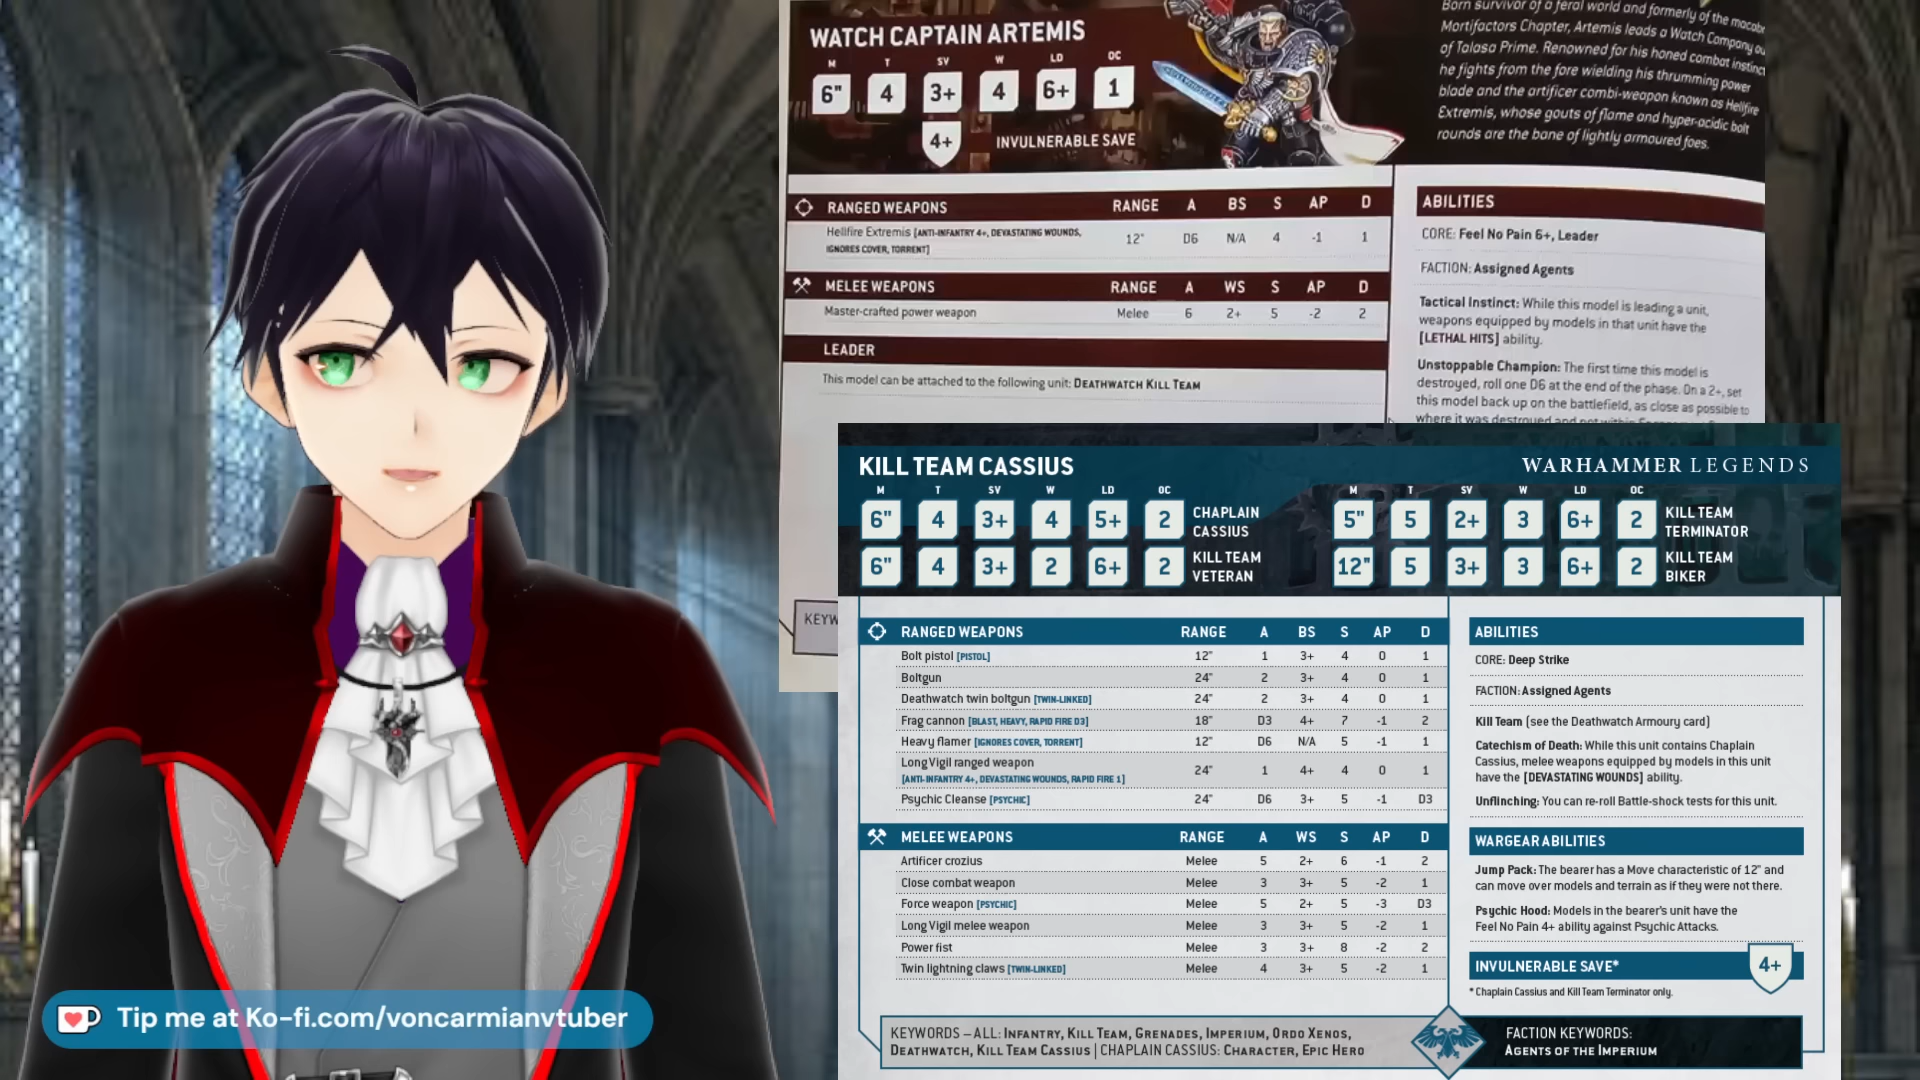 WATCH CAPTAIN ARTEMIS
M T SV W LD OC
6" 4 3+ 4 6+ 1
4+ INVULNERABLE SAVE
Born survivor of a feral world and formerly of the macabre
Mortifactors Chapter, Artemis leads a Watch Company
of Talasa Prime. Renowned for his honed combat instinct
he fights from the fore wielding his thrumming power
blade and the artificer combi-weapon known as Hellfire
Extremis, whose gouts of flame and hyper-acidic bolt
rounds are the bane of lightly armoured foes.
RANGED WEAPONS RANGE A BS S AP D
Hellfire Extremis [ANTI-INFANTRY 4+, DEVASTATING WOUNDS,
IGNORES COVER, TORRENT] 12" D6 N/A 4 -1 1
MELEE WEAPONS RANGE A WS S AP D
Master-crafted power weapon Melee 6 2+ 5 -2 2
LEADER
This model can be attached to the following unit: DEATHWATCH KILL TEAM
ABILITIES
CORE: Feel No Pain 6+, Leader
FACTION: Assigned Agents
Tactical Instinct: While this model is leading a unit,
weapons equipped by models in that unit have the
[LETHAL HITS] ability.
Unstoppable Champion: The first time this model is
destroyed, roll one D6 at the end of the phase. On a 2+, set
this model back up on the battlefield, as close as possible to
where it was destroyed and not within
KEYW
KILL TEAM CASSIUS
WARHAMMER LEGENDS
M T SV W LD OC
6" 4 3+ 4 5+ 2 CHAPLAIN CASSIUS
6" 4 3+ 2 6+ 2 KILL TEAM VETERAN
M T SV W LD OC
5" 5 2+ 3 6+ 2 KILL TEAM TERMINATOR
12" 5 3+ 3 6+ 2 KILL TEAM BIKER
RANGED WEAPONS RANGE A BS S AP D
Bolt pistol [PISTOL] 12" 1 3+ 4 0 1
Boltgun 24" 2 3+ 4 0 1
Deathwatch twin boltgun [TWIN-LINKED] 24" 2 3+ 4 0 1
Frag cannon [BLAST, HEAVY, RAPID FIRE D3] 18" D3 4+ 7 -1 2
Heavy flamer [IGNORES COVER, TORRENT] 12" D6 N/A 5 -1 1
Long Vigil ranged weapon
[ANTI-INFANTRY 4+, DEVASTATING WOUNDS, RAPID FIRE 1] 24" 1 4+ 4 0 1
Psychic Cleanse [PSYCHIC] 24" D6 3+ 5 -1 D3
MELEE WEAPONS RANGE A WS S AP D
Artificer crozius Melee 5 2+ 6 -1 2
Close combat weapon Melee 3 3+ 5 -2 1
Force weapon [PSYCHIC] Melee 5 2+ 5 -3 D3
Long Vigil melee weapon Melee 3 3+ 5 -2 1
Power fist Melee 3 3+ 8 -2 2
Twin lightning claws [TWIN-LINKED] Melee 4 3+ 5 -2 1
ABILITIES
CORE: Deep Strike
FACTION: Assigned Agents
Kill Team (see the Deathwatch Armoury card)
Catechism of Death: While this unit contains Chaplain
Cassius, melee weapons equipped by models in this unit
have the [DEVASTATING WOUNDS] ability.
Unflinching: You can re-roll Battle-shock tests for this unit.
WARGEAR ABILITIES
Jump Pack: The bearer has a Move characteristic of 12" and
can move over models and terrain as if they were not there.
Psychic Hood: Models in the bearer's unit have the
Feel No Pain 4+ ability against Psychic Attacks.
INVULNERABLE SAVE* 4+
* Chaplain Cassius and Kill Team Terminator only.
KEYWORDS – ALL: INFANTRY, KILL TEAM, GRENADES, IMPERIUM, ORDO XENOS,
DEATHWATCH, KILL TEAM CASSIUS | CHAPLAIN CASSIUS: CHARACTER, EPIC HERO
FACTION KEYWORDS:
AGENTS OF THE IMPERIUM
Tip me at Ko-fi.com/voncarmianvtuber